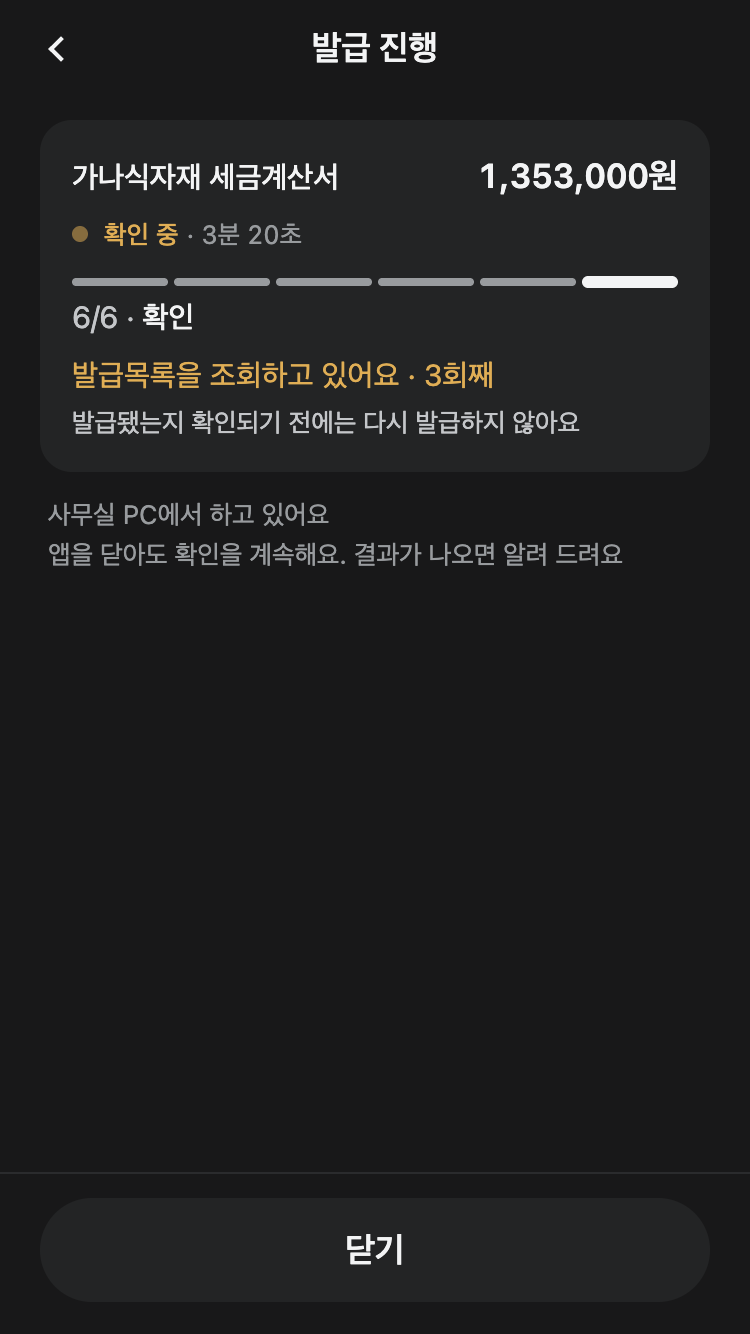 발급 진행
가나식자재 세금계산서 1,353,000원
확인 중 · 3분 20초
6/6 · 확인
발급목록을 조회하고 있어요 · 3회째
발급됐는지 확인되기 전에는 다시 발급하지 않아요
사무실 PC에서 하고 있어요
앱을 닫아도 확인을 계속해요. 결과가 나오면 알려 드려요
닫기